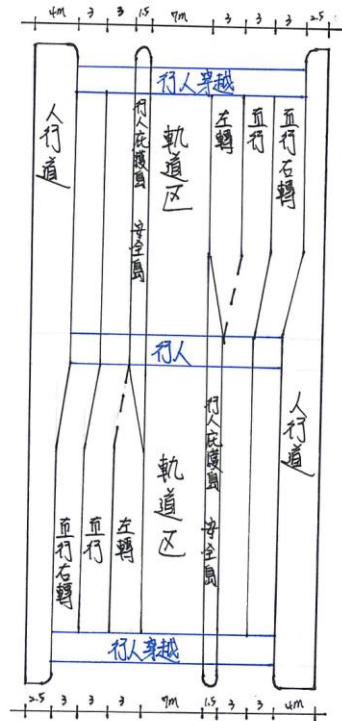 4m 3 3 1.5 7m 3 3 3 2.5
行人穿越
人行道
行人庇護島 安全島
軌道区
左轉
直行
直行右轉
行人
直行右轉
直行
左轉
軌道区
行人庇護島 安全島
人行道
行人穿越
2.5 3 3 3 7m 1.5 3 3 4m